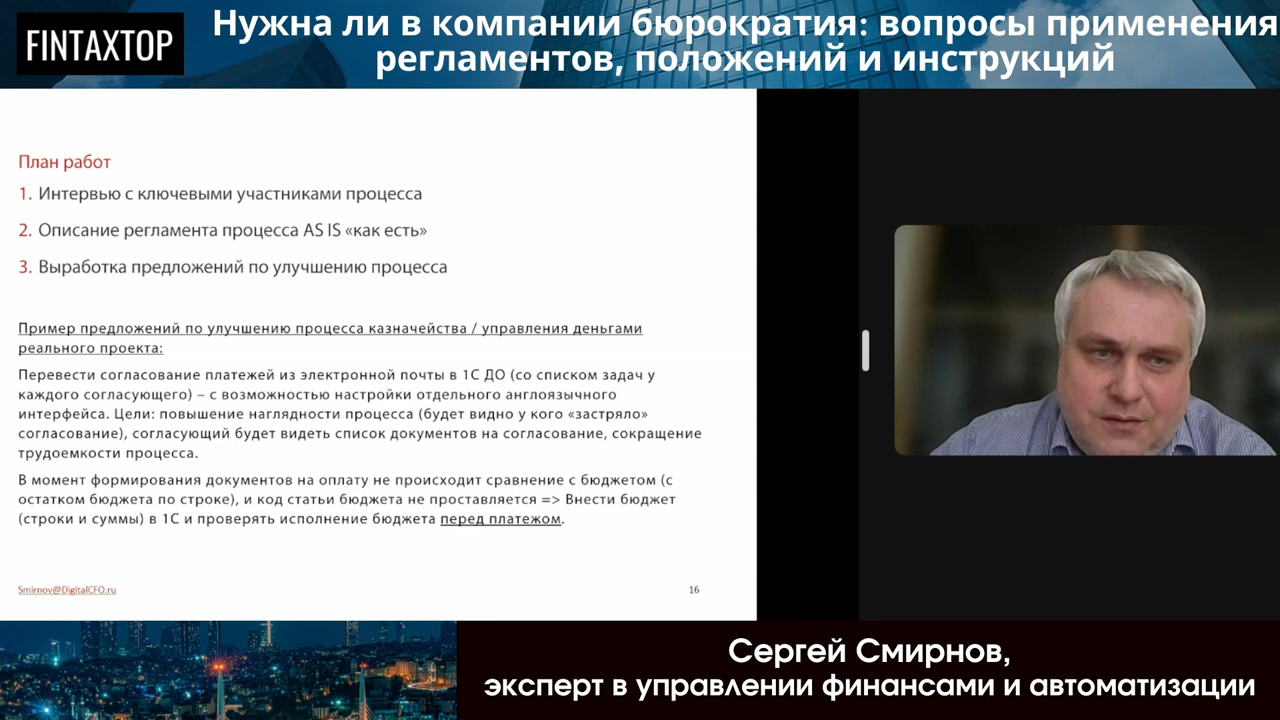 FINTAXTOP
Нужна ли в компании бюрократия: вопросы применения
регламентов, положений и инструкций
План работ
1. Интервью с ключевыми участниками процесса
2. Описание регламента процесса AS IS «как есть»
3. Выработка предложений по улучшению процесса
Пример предложений по улучшению процесса казначейства / управления деньгами
реального проекта:
Перевести согласование платежей из электронной почты в 1С ДО (со списком задач у
каждого согласующего) – с возможностью настройки отдельного англоязычного
интерфейса. Цели: повышение наглядности процесса (будет видно у кого «застряло»
согласование), согласующий будет видеть список документов на согласование, сокращение
трудоемкости процесса.
В момент формирования документов на оплату не происходит сравнение с бюджетом (с
остатком бюджета по строке), и код статьи бюджета не проставляется => Внести бюджет
(строки и суммы) в 1С и проверять исполнение бюджета перед платежом.
Smirnov@DigitalCFO.ru
16
Сергей Смирнов,
эксперт в управлении финансами и автоматизации